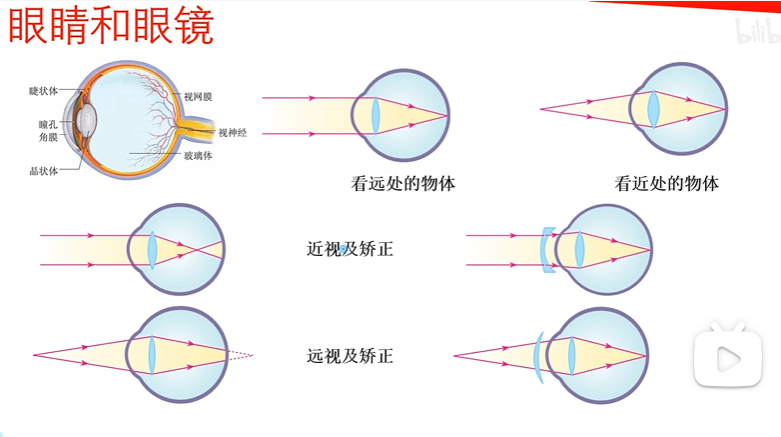 眼睛和眼镜
bilib
睫状体
瞳孔
角膜
晶状体
视网膜
视神经
玻璃体
看远处的物体
看近处的物体
近视及矫正
远视及矫正